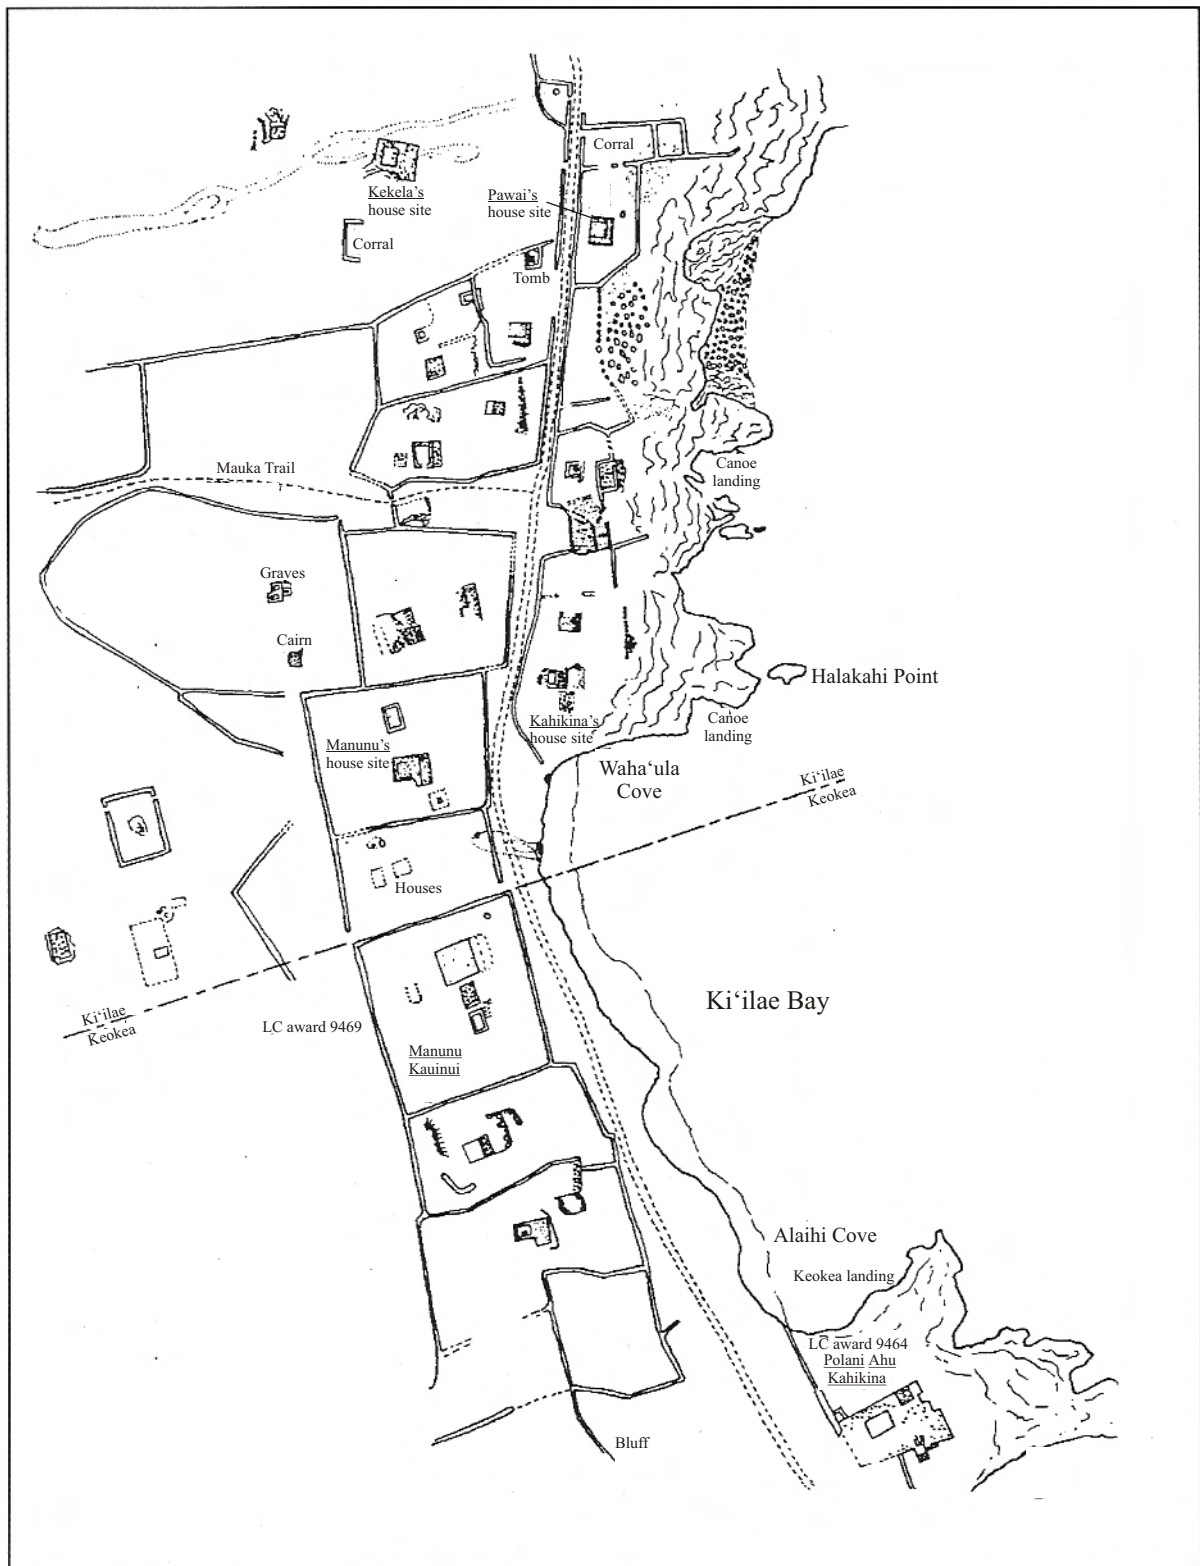 Corral
Kekela's
house site
Pawai's
house site
Corral
Tomb
Mauka Trail
Canoe
landing
Graves
Cairn
Halakahi Point
Kahikina's
house site
Canoe
landing
Manunu's
house site
Waha‘ula
Cove
Ki‘ilae
Keokea
Houses
Ki‘ilae Bay
Ki‘ilae
Keokea
LC award 9469
Manunu
Kauinui
Alaihi Cove
Keokea landing
LC award 9464
Polani Ahu
Kahikina
Bluff